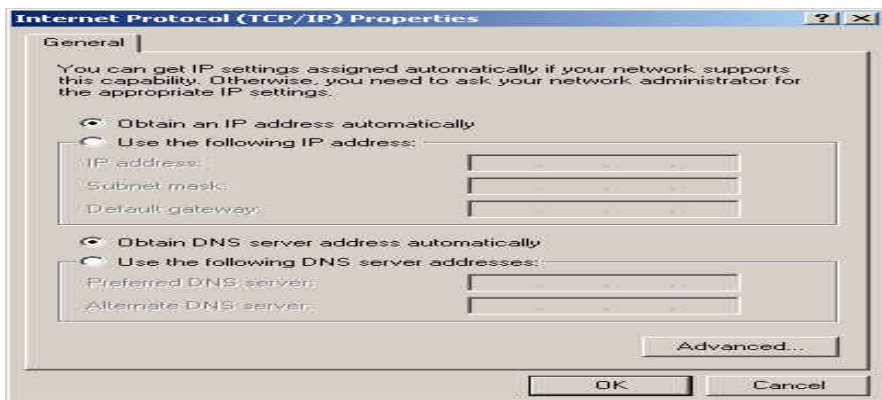 Internet Protocol (TCP/IP) Properties
General
You can get IP settings assigned automatically if your network supports
this capability. Otherwise, you need to ask your network administrator for
the appropriate IP settings.
Obtain an IP address automatically
Use the following IP address:
IP address:
Subnet mask:
Default gateway:
Obtain DNS server address automatically
Use the following DNS server addresses:
Preferred DNS server:
Alternate DNS server:
Advanced...
OK
Cancel